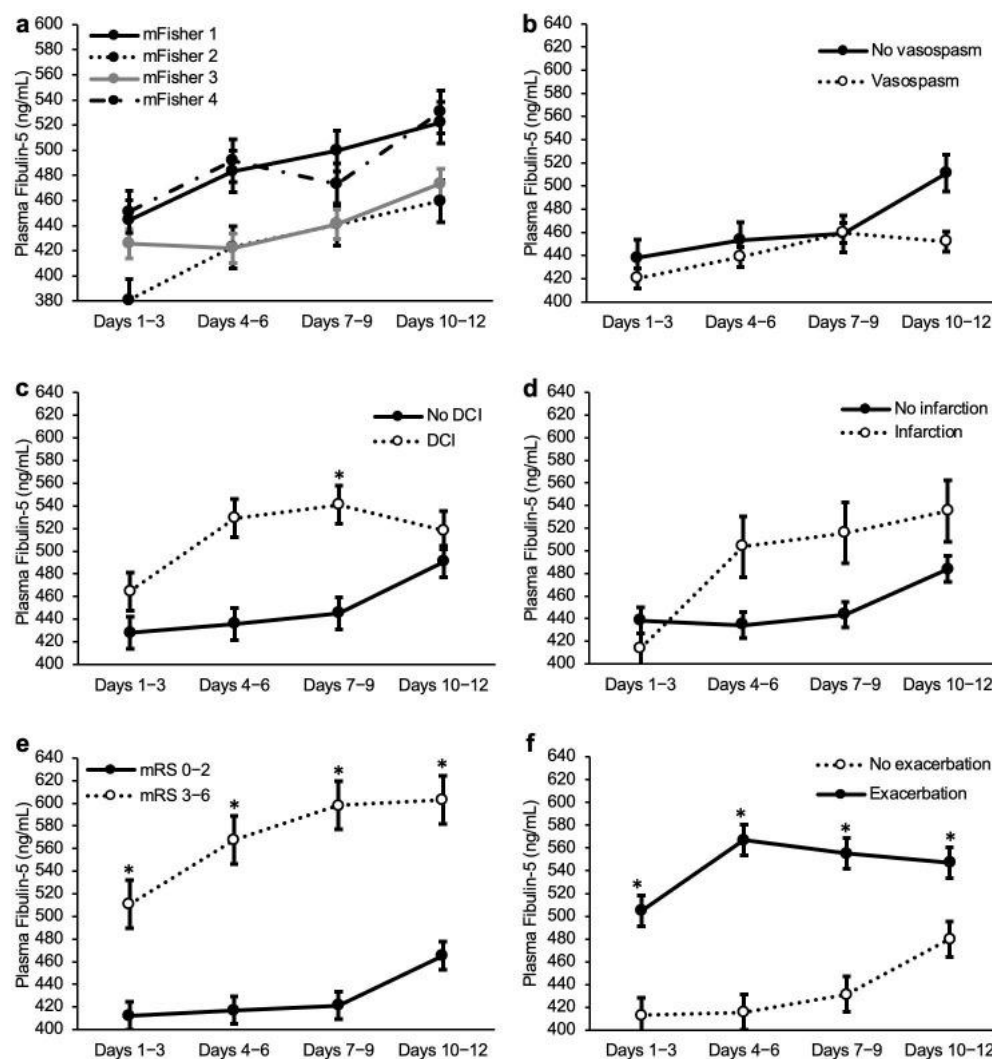 a
mFisher 1
mFisher 2
mFisher 3
mFisher 4
Plasma Fibulin-5 (ng/mL)
600
580
560
540
520
500
480
460
440
420
400
380
Days 1−3
Days 4−6
Days 7−9
Days 10−12
b
No vasospasm
Vasospasm
Plasma Fibulin-5 (ng/mL)
640
620
600
580
560
540
520
500
480
460
440
420
400
Days 1−3
Days 4−6
Days 7−9
Days 10−12
c
No DCI
DCI
Plasma Fibulin-5 (ng/mL)
640
620
600
580
560
540
520
500
480
460
440
420
400
*
Days 1−3
Days 4−6
Days 7−9
Days 10−12
d
No infarction
Infarction
Plasma Fibulin-5 (ng/mL)
640
620
600
580
560
540
520
500
480
460
440
420
400
Days 1−3
Days 4−6
Days 7−9
Days 10−12
e
mRS 0−2
mRS 3−6
Plasma Fibulin-5 (ng/mL)
640
620
600
580
560
540
520
500
480
460
440
420
400
*
*
*
*
Days 1−3
Days 4−6
Days 7−9
Days 10−12
f
No exacerbation
Exacerbation
Plasma Fibulin-5 (ng/mL)
640
620
600
580
560
540
520
500
480
460
440
420
400
*
*
*
*
Days 1−3
Days 4−6
Days 7−9
Days 10−12